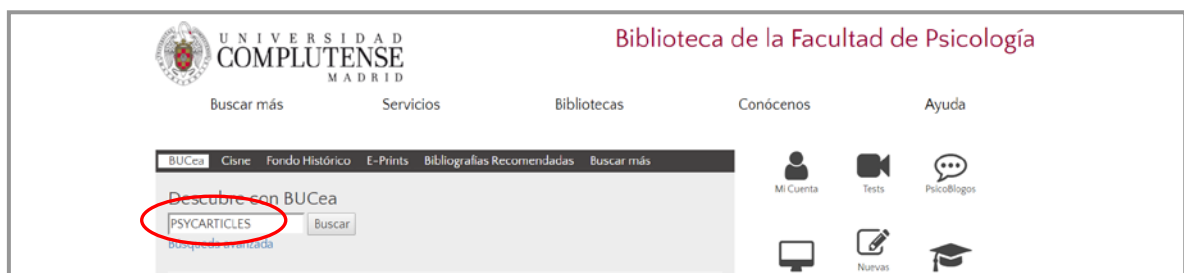 UNIVERSIDAD
COMPLUTENSE
MADRID
Biblioteca de la Facultad de Psicología
Buscar más Servicios Bibliotecas Conócenos Ayuda
BUCea Cisne Fondo Histórico E-Prints Bibliografías Recomendadas Buscar más
Descubre con BUCea
PSYCARTICLES Buscar
Búsqueda avanzada
Mi Cuenta Tests PsicoBlogos
Nuevas